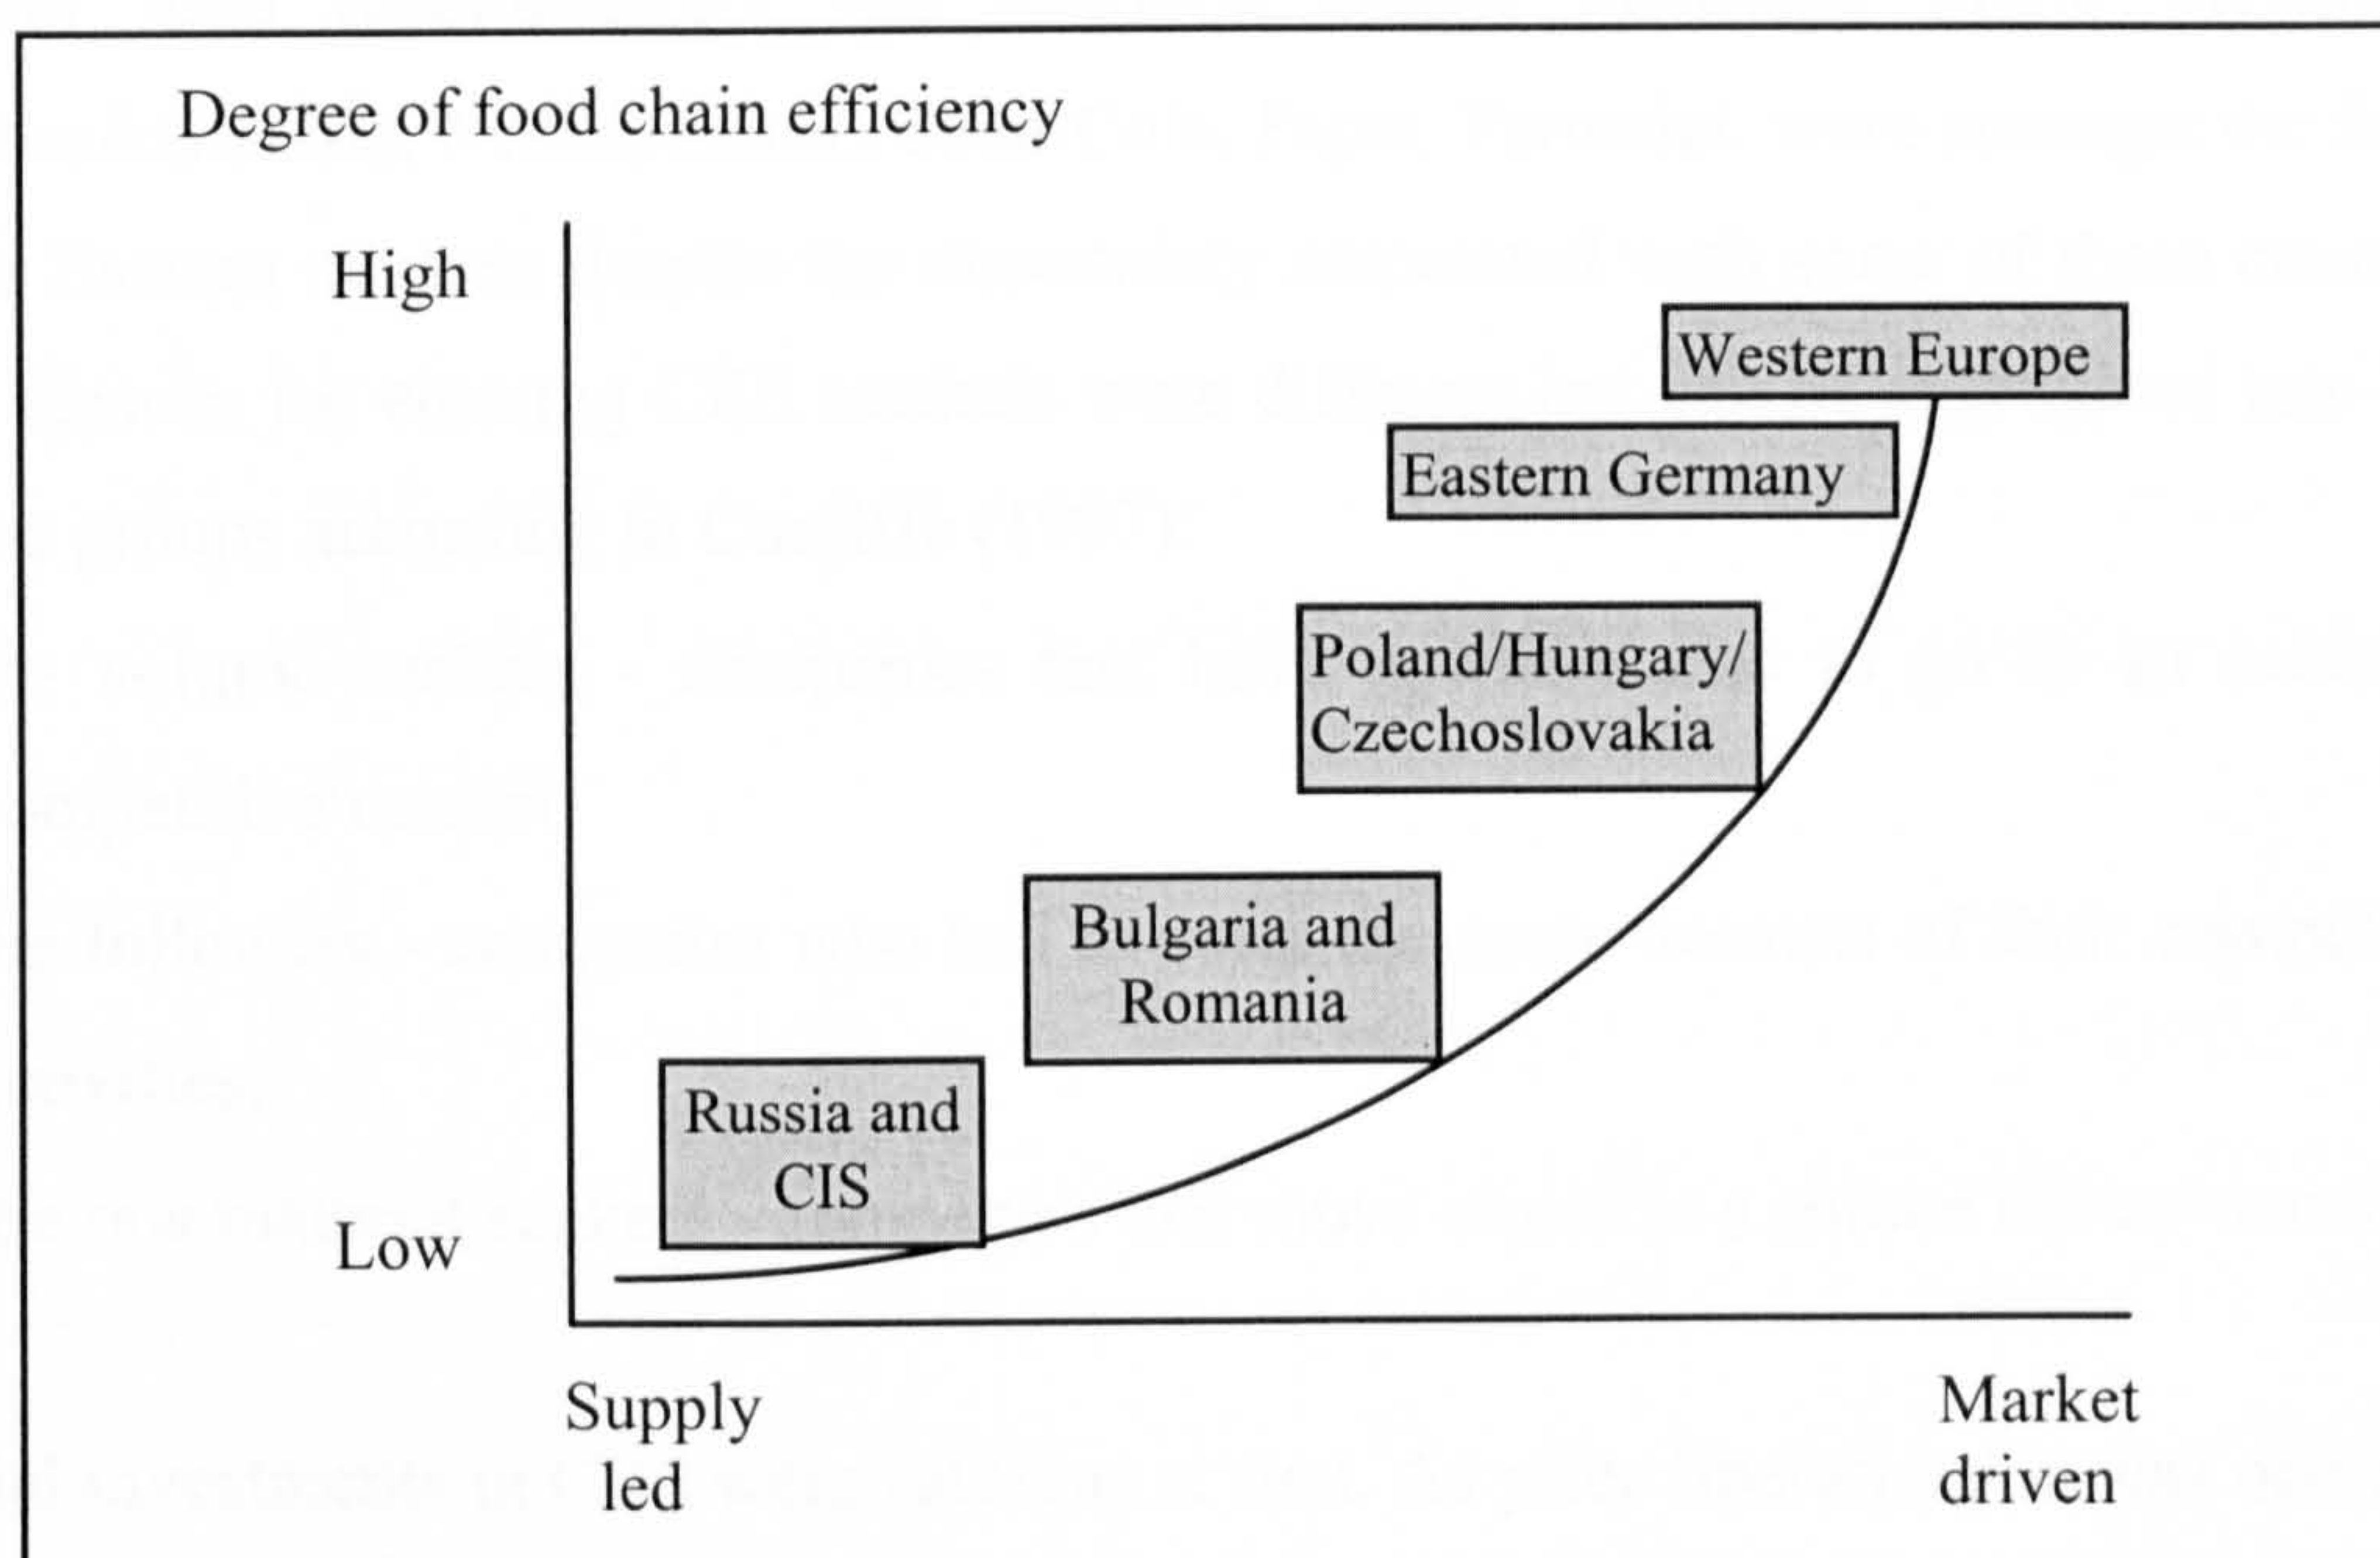 Degree of food chain efficiency
High
Western Europe
Eastern Germany
Poland/Hungary/
Czechoslovakia
Bulgaria and
Romania
Russia and
CIS
Low
Supply
led
Market
driven